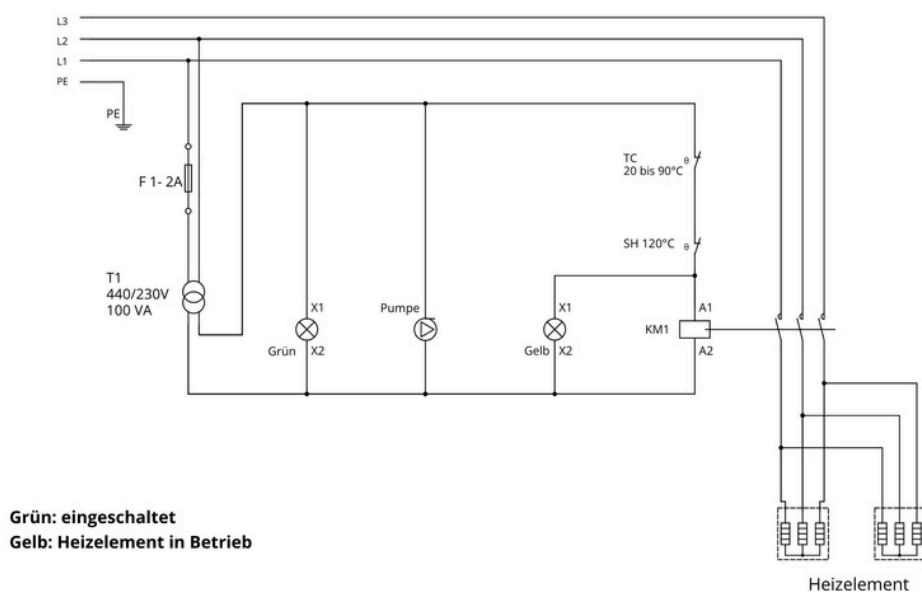 L3
L2
L1
PE
PE
F 1- 2A
T1
440/230V
100 VA
X1
Grün X2
Pumpe
TC
20 bis 90°C
θ
SH 120°C
θ
X1
Gelb X2
A1
KM1
A2
Grün: eingeschaltet
Gelb: Heizelement in Betrieb
Heizelement